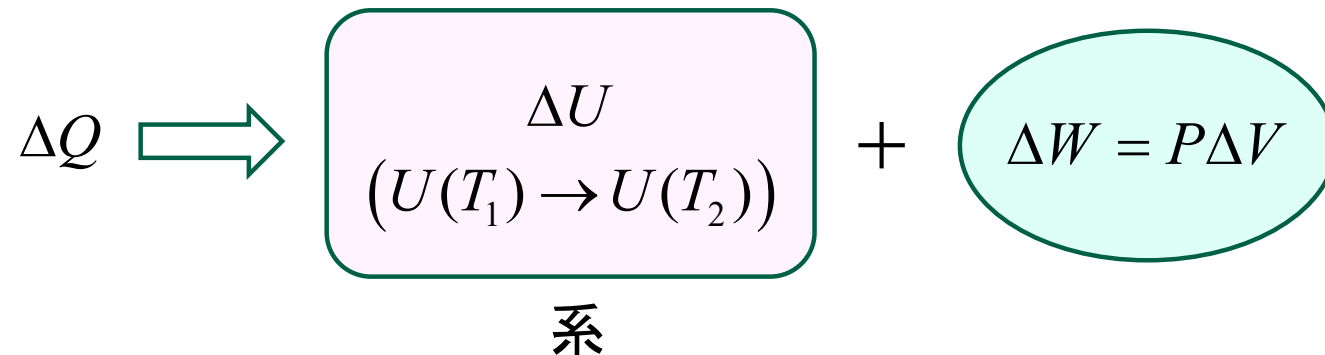 ΔQ
ΔU
(U(T₁)→U(T₂))
+
ΔW = PΔV
系